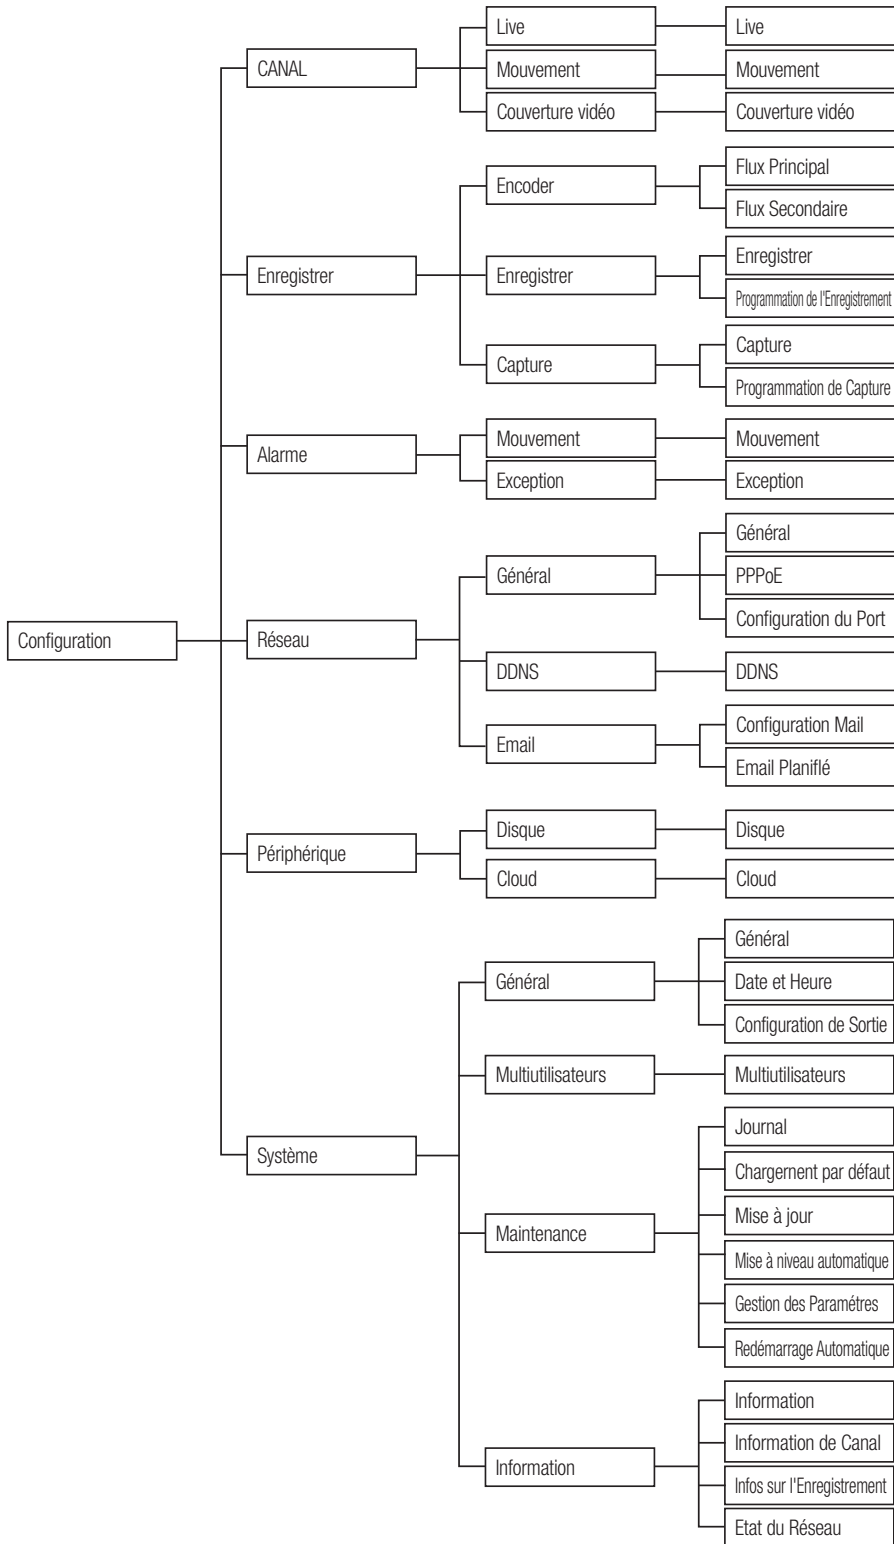 Live
Live
CANAL
Mouvement
Mouvement
Couverture vidéo
Couverture vidéo
Encoder
Flux Principal
Flux Secondaire
Enregistrer
Enregistrer
Enregistrer
Programmation de l'Enregistrement
Capture
Capture
Programmation de Capture
Alarme
Mouvement
Mouvement
Exception
Exception
Configuration
Réseau
Général
Général
PPPoE
Configuration du Port
DDNS
DDNS
Email
Configuration Mail
Email Planiflé
Périphérique
Disque
Disque
Cloud
Cloud
Système
Général
Général
Date et Heure
Configuration de Sortie
Multiutilisateurs
Multiutilisateurs
Maintenance
Journal
Chargernent par défaut
Mise à jour
Mise à niveau automatique
Gestion des Paramétres
Redémarrage Automatique
Information
Information
Information de Canal
Infos sur l'Enregistrement
Etat du Réseau